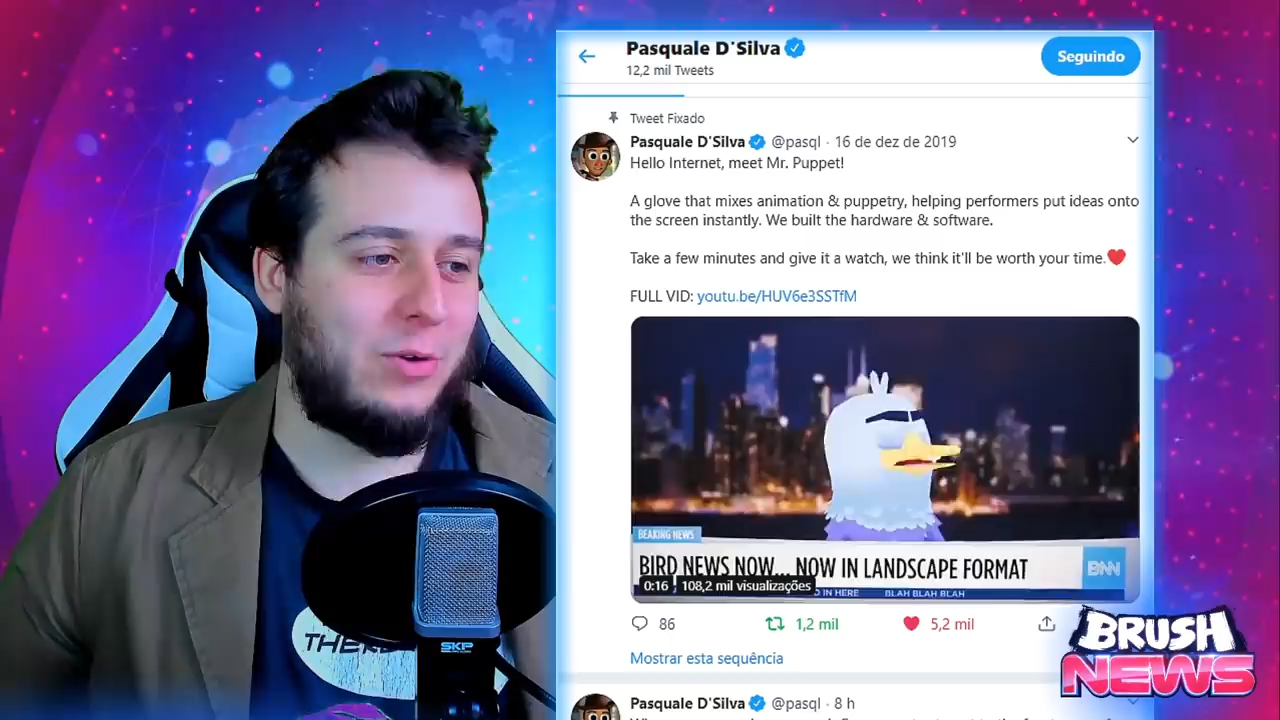 Pasquale D'Silva
12,2 mil Tweets
Seguindo
Tweet Fixado
Pasquale D'Silva @pasql · 16 de dez de 2019
Hello Internet, meet Mr. Puppet!
A glove that mixes animation & puppetry, helping performers put ideas onto
the screen instantly. We built the hardware & software.
Take a few minutes and give it a watch, we think it'll be worth your time.❤️
FULL VID: youtu.be/HUV6e3SSTfM
BEAKING NEWS
BIRD NEWS NOW... NOW IN LANDSCAPE FORMAT
BNN
0:16
108,2 mil visualizações
IN HERE
BLAH BLAH BLAH
86
1,2 mil
5,2 mil
Mostrar esta sequência
Pasquale D'Silva @pasql · 8 h
BRUSH
NEWS
SKP